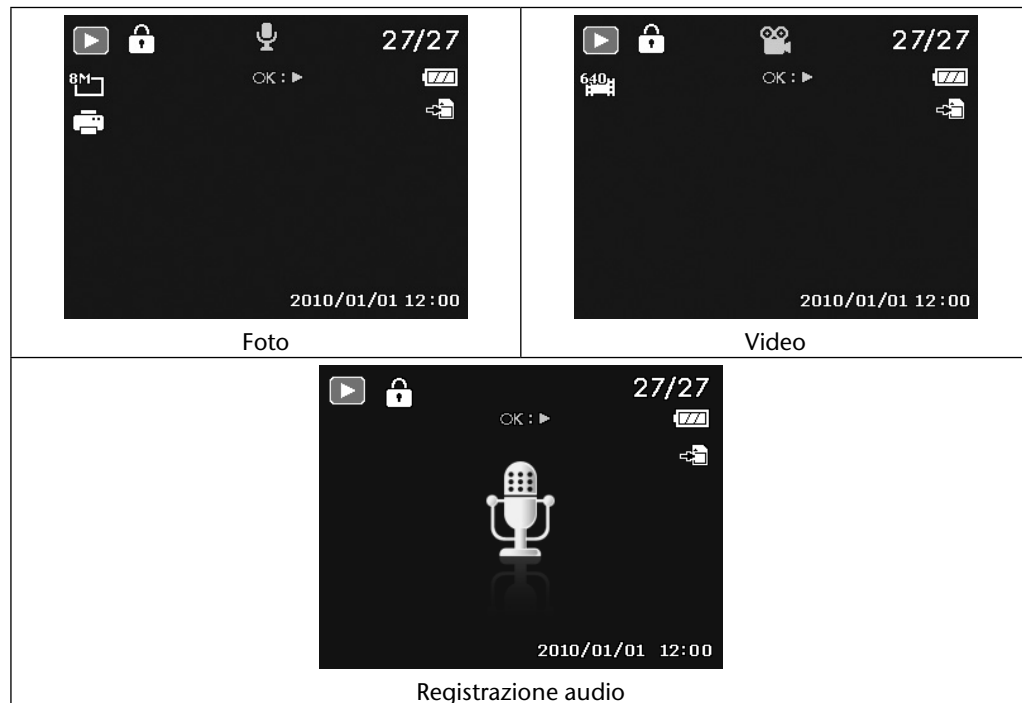 27/27
8M
OK:
2010/01/01 12:00
Foto
27/27
640
OK:
2010/01/01 12:00
Video
27/27
OK:
2010/01/01 12:00
Registrazione audio